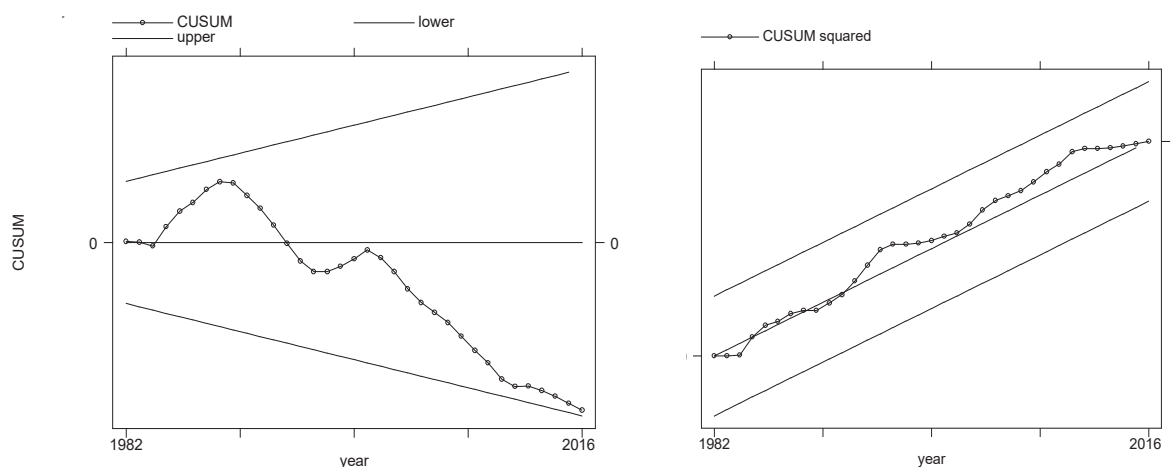 CUSUM lower
upper
CUSUM
0 0
1982 2016
year
CUSUM squared
1982 2016
year